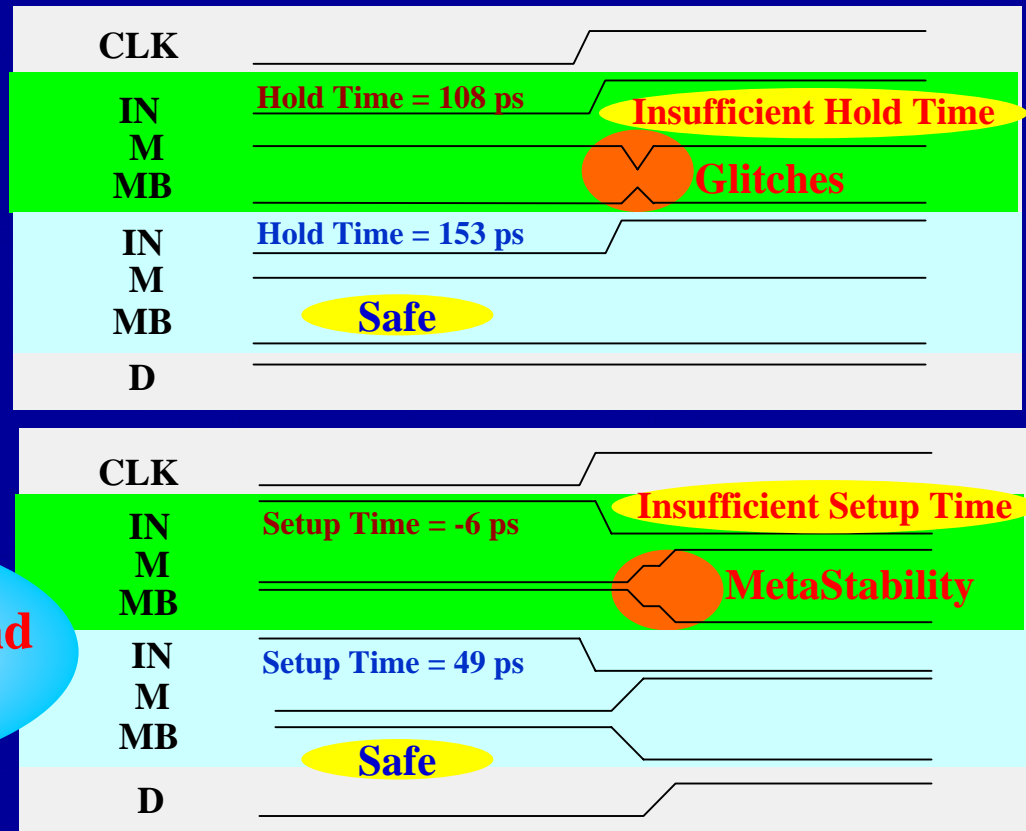 CLK
IN Hold Time = 108 ps Insufficient Hold Time
M
MB Glitches
IN Hold Time = 153 ps
M
MB Safe
D
CLK
IN Setup Time = -6 ps Insufficient Setup Time
M
MB MetaStability
IN Setup Time = 49 ps
M
MB
Safe
D